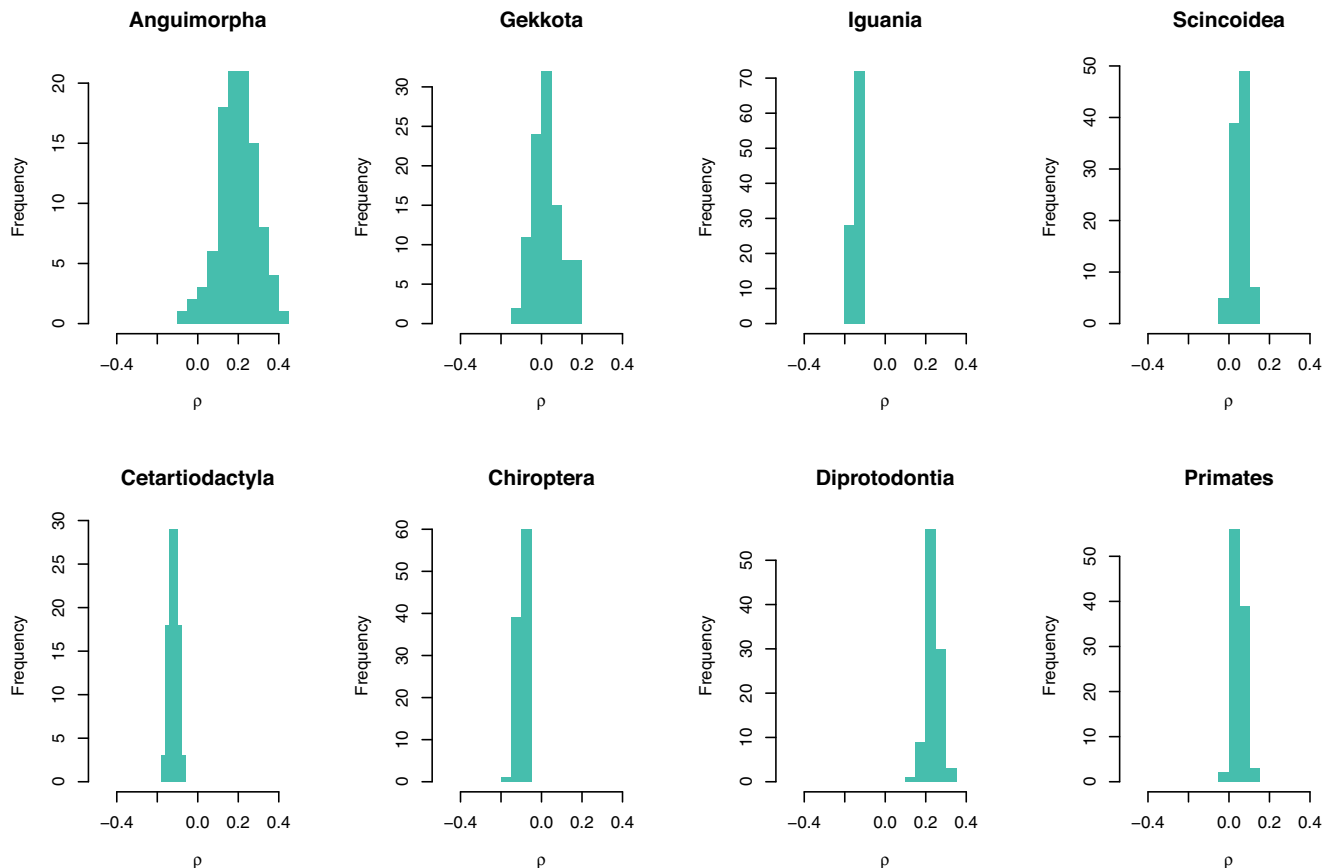 Anguimorpha
Frequency
0 5 10 15 20
−0.4 0.0 0.2 0.4
ρ
Gekkota
Frequency
0 5 10 15 20 25 30
−0.4 0.0 0.2 0.4
ρ
Iguania
Frequency
0 10 20 30 40 50 60 70
−0.4 0.0 0.2 0.4
ρ
Scincoidea
Frequency
0 10 20 30 40 50
−0.4 0.0 0.2 0.4
ρ
Cetartiodactyla
Frequency
0 5 10 15 20 25 30
−0.4 0.0 0.2 0.4
ρ
Chiroptera
Frequency
0 10 20 30 40 50 60
−0.4 0.0 0.2 0.4
ρ
Diprotodontia
Frequency
0 10 20 30 40 50
−0.4 0.0 0.2 0.4
ρ
Primates
Frequency
0 10 20 30 40 50
−0.4 0.0 0.2 0.4
ρ